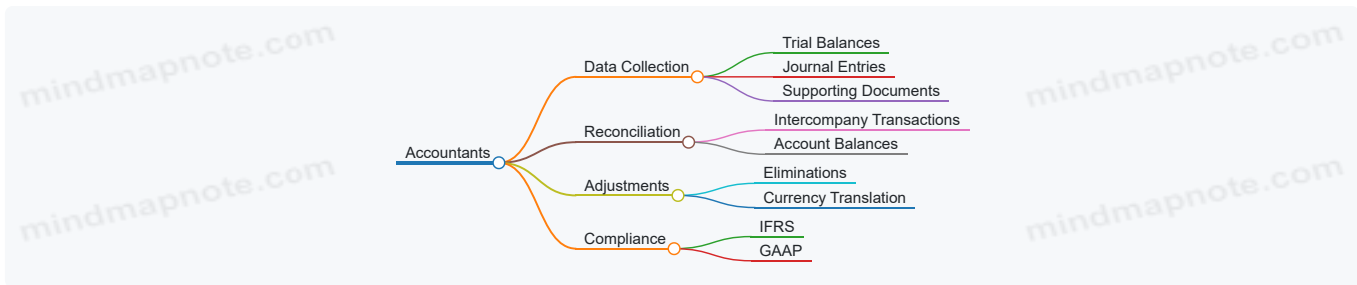 mindmapnote.com
mindmapnote.com
Accountants
Data Collection
Trial Balances
Journal Entries
Supporting Documents
Reconciliation
Intercompany Transactions
Account Balances
Adjustments
Eliminations
Currency Translation
Compliance
IFRS
GAAP
mindmapnote.com
mindmapnote.com